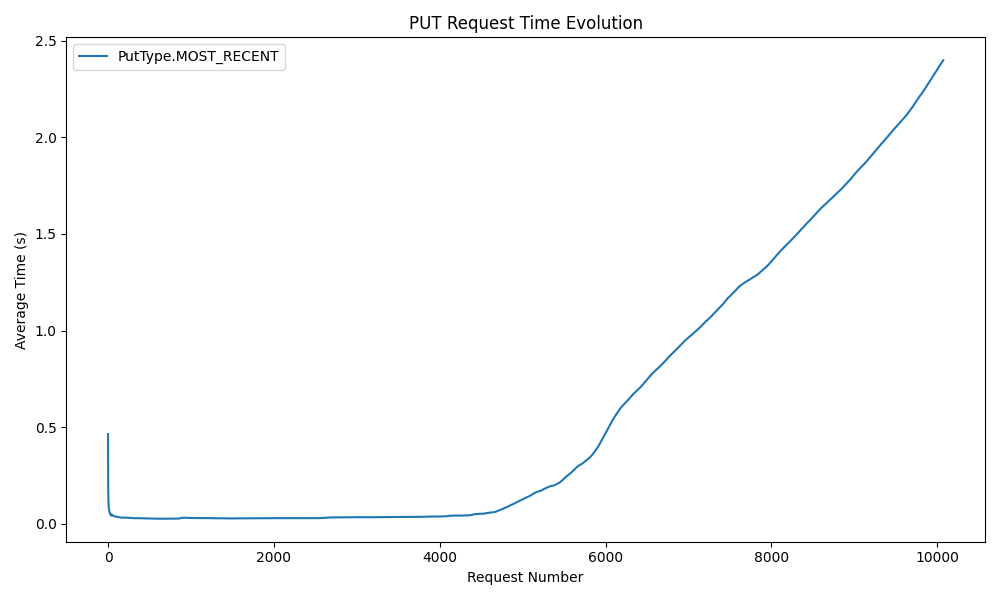 PUT Request Time Evolution
PutType.MOST_RECENT
Average Time (s)
2.5
2.0
1.5
1.0
0.5
0.0
0 2000 4000 6000 8000 10000
Request Number